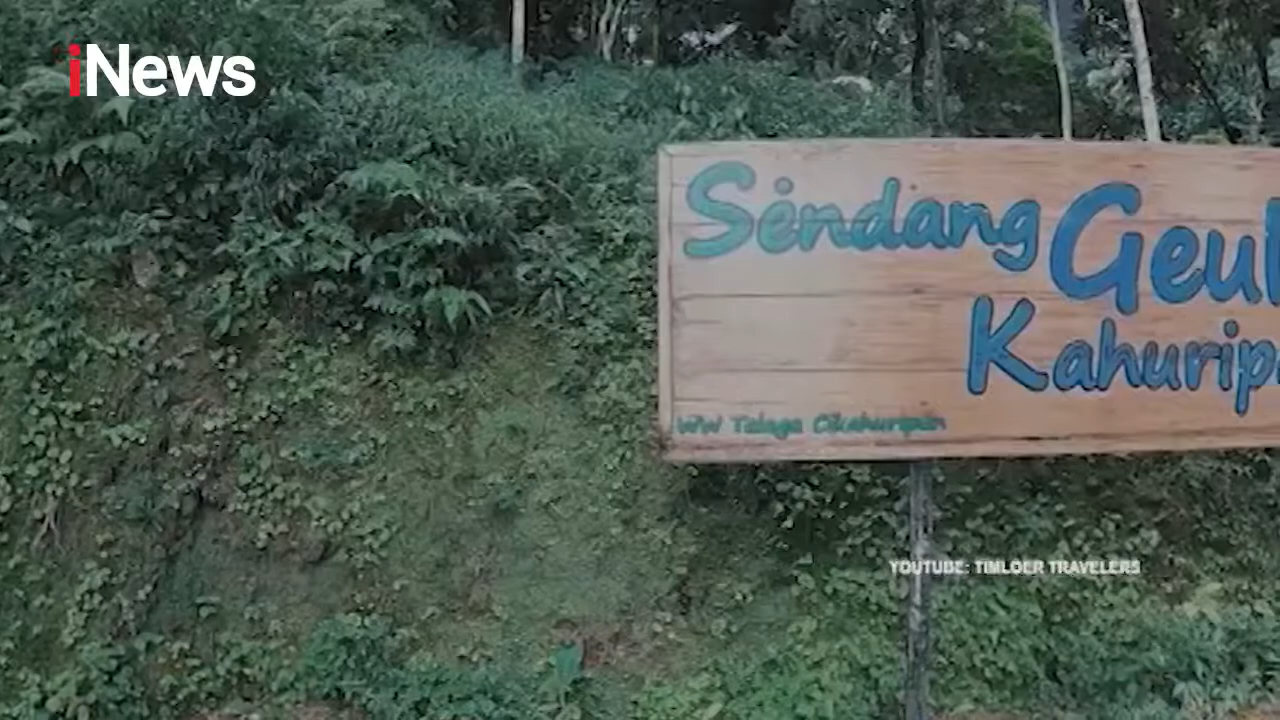 iNews
Sendang Geul
Kahurip
WW Talaga Cikahuripan
YOUTUBE: TIMLOER TRAVELERS